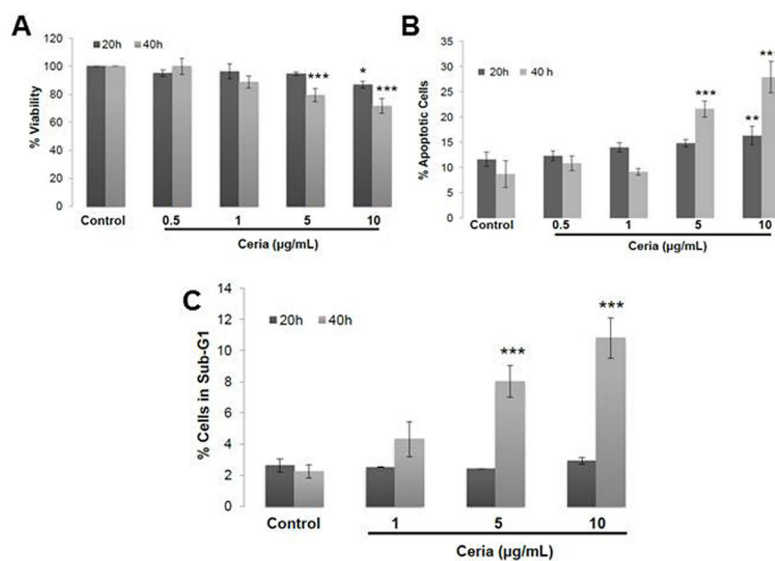 A
20h 40h
% Viability
120
100
80
60
40
20
0
*
***
***
Control 0.5 1 5 10
Ceria (µg/mL)
B
20h 40 h
% Apoptotic Cells
35
30
25
20
15
10
5
0
***
**
***
Control 0.5 1 5 10
Ceria (µg/mL)
C
20h 40h
% Cells in Sub-G1
14
12
10
8
6
4
2
0
***
***
Control 1 5 10
Ceria (µg/mL)